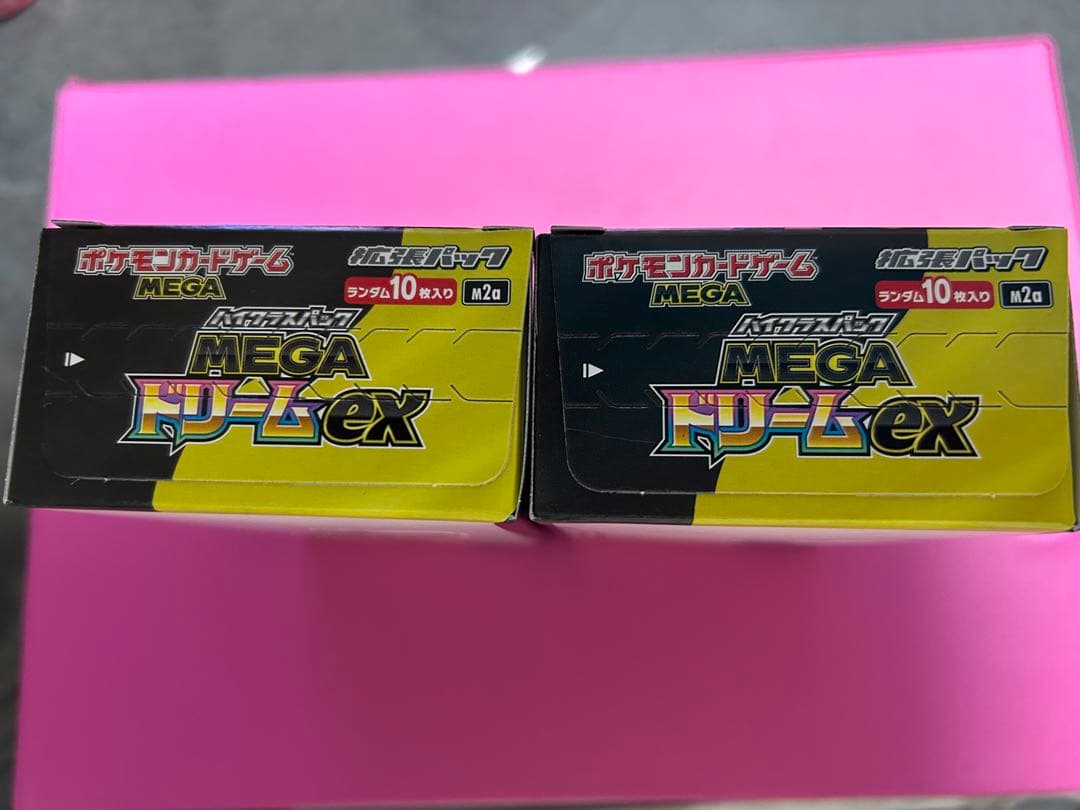 ポケモンカードゲーム
MEGA
拡張パック
ランダム10枚入り
M2a
ハイクラスパック
MEGA
ドリームex
ポケモンカードゲーム
MEGA
拡張パック
ランダム10枚入り
M2a
ハイクラスパック
MEGA
ドリームex